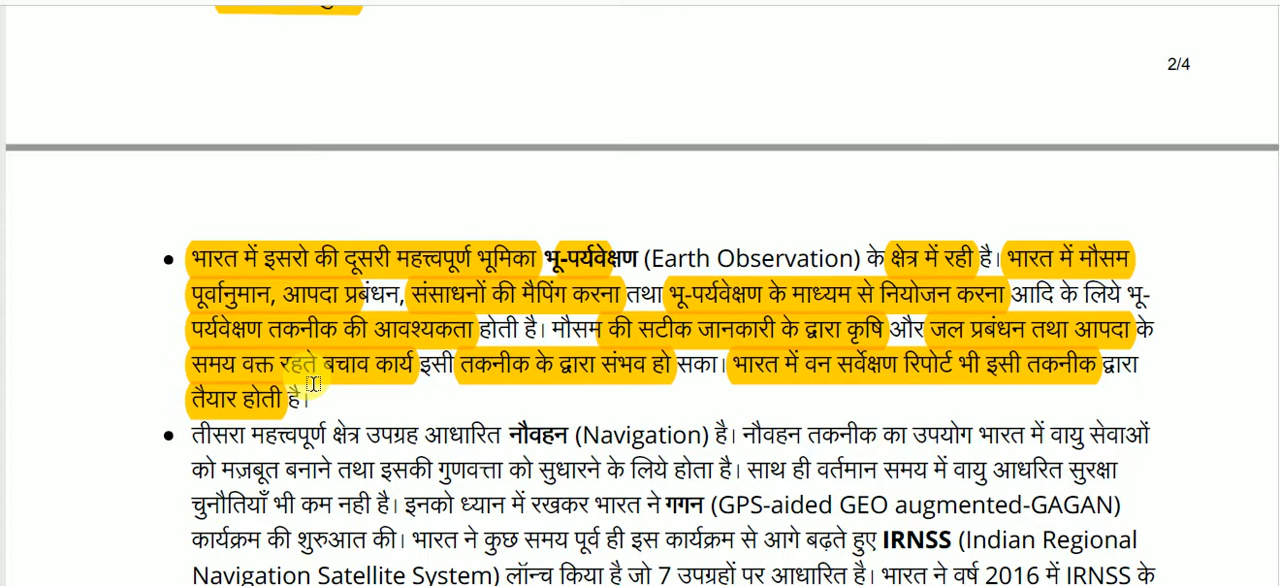 2/4
• भारत में इसरो की दूसरी महत्त्वपूर्ण भूमिका भू-पर्यवेक्षण (Earth Observation) के क्षेत्र में रही है। भारत में मौसम
पूर्वानुमान, आपदा प्रबंधन, संसाधनों की मैपिंग करना तथा भू-पर्यवेक्षण के माध्यम से नियोजन करना आदि के लिये भू-
पर्यवेक्षण तकनीक की आवश्यकता होती है। मौसम की सटीक जानकारी के द्वारा कृषि और जल प्रबंधन तथा आपदा के
समय वक्त रहते बचाव कार्य इसी तकनीक के द्वारा संभव हो सका। भारत में वन सर्वेक्षण रिपोर्ट भी इसी तकनीक द्वारा
तैयार होती है।
• तीसरा महत्त्वपूर्ण क्षेत्र उपग्रह आधारित नौवहन (Navigation) है। नौवहन तकनीक का उपयोग भारत में वायु सेवाओं
को मज़बूत बनाने तथा इसकी गुणवत्ता को सुधारने के लिये होता है। साथ ही वर्तमान समय में वायु आधरित सुरक्षा
चुनौतियाँ भी कम नही है। इनको ध्यान में रखकर भारत ने गगन (GPS-aided GEO augmented-GAGAN)
कार्यक्रम की शुरुआत की। भारत ने कुछ समय पूर्व ही इस कार्यक्रम से आगे बढ़ते हुए IRNSS (Indian Regional
Navigation Satellite System) लॉन्च किया है जो 7 उपग्रहों पर आधारित है। भारत ने वर्ष 2016 में IRNSS के